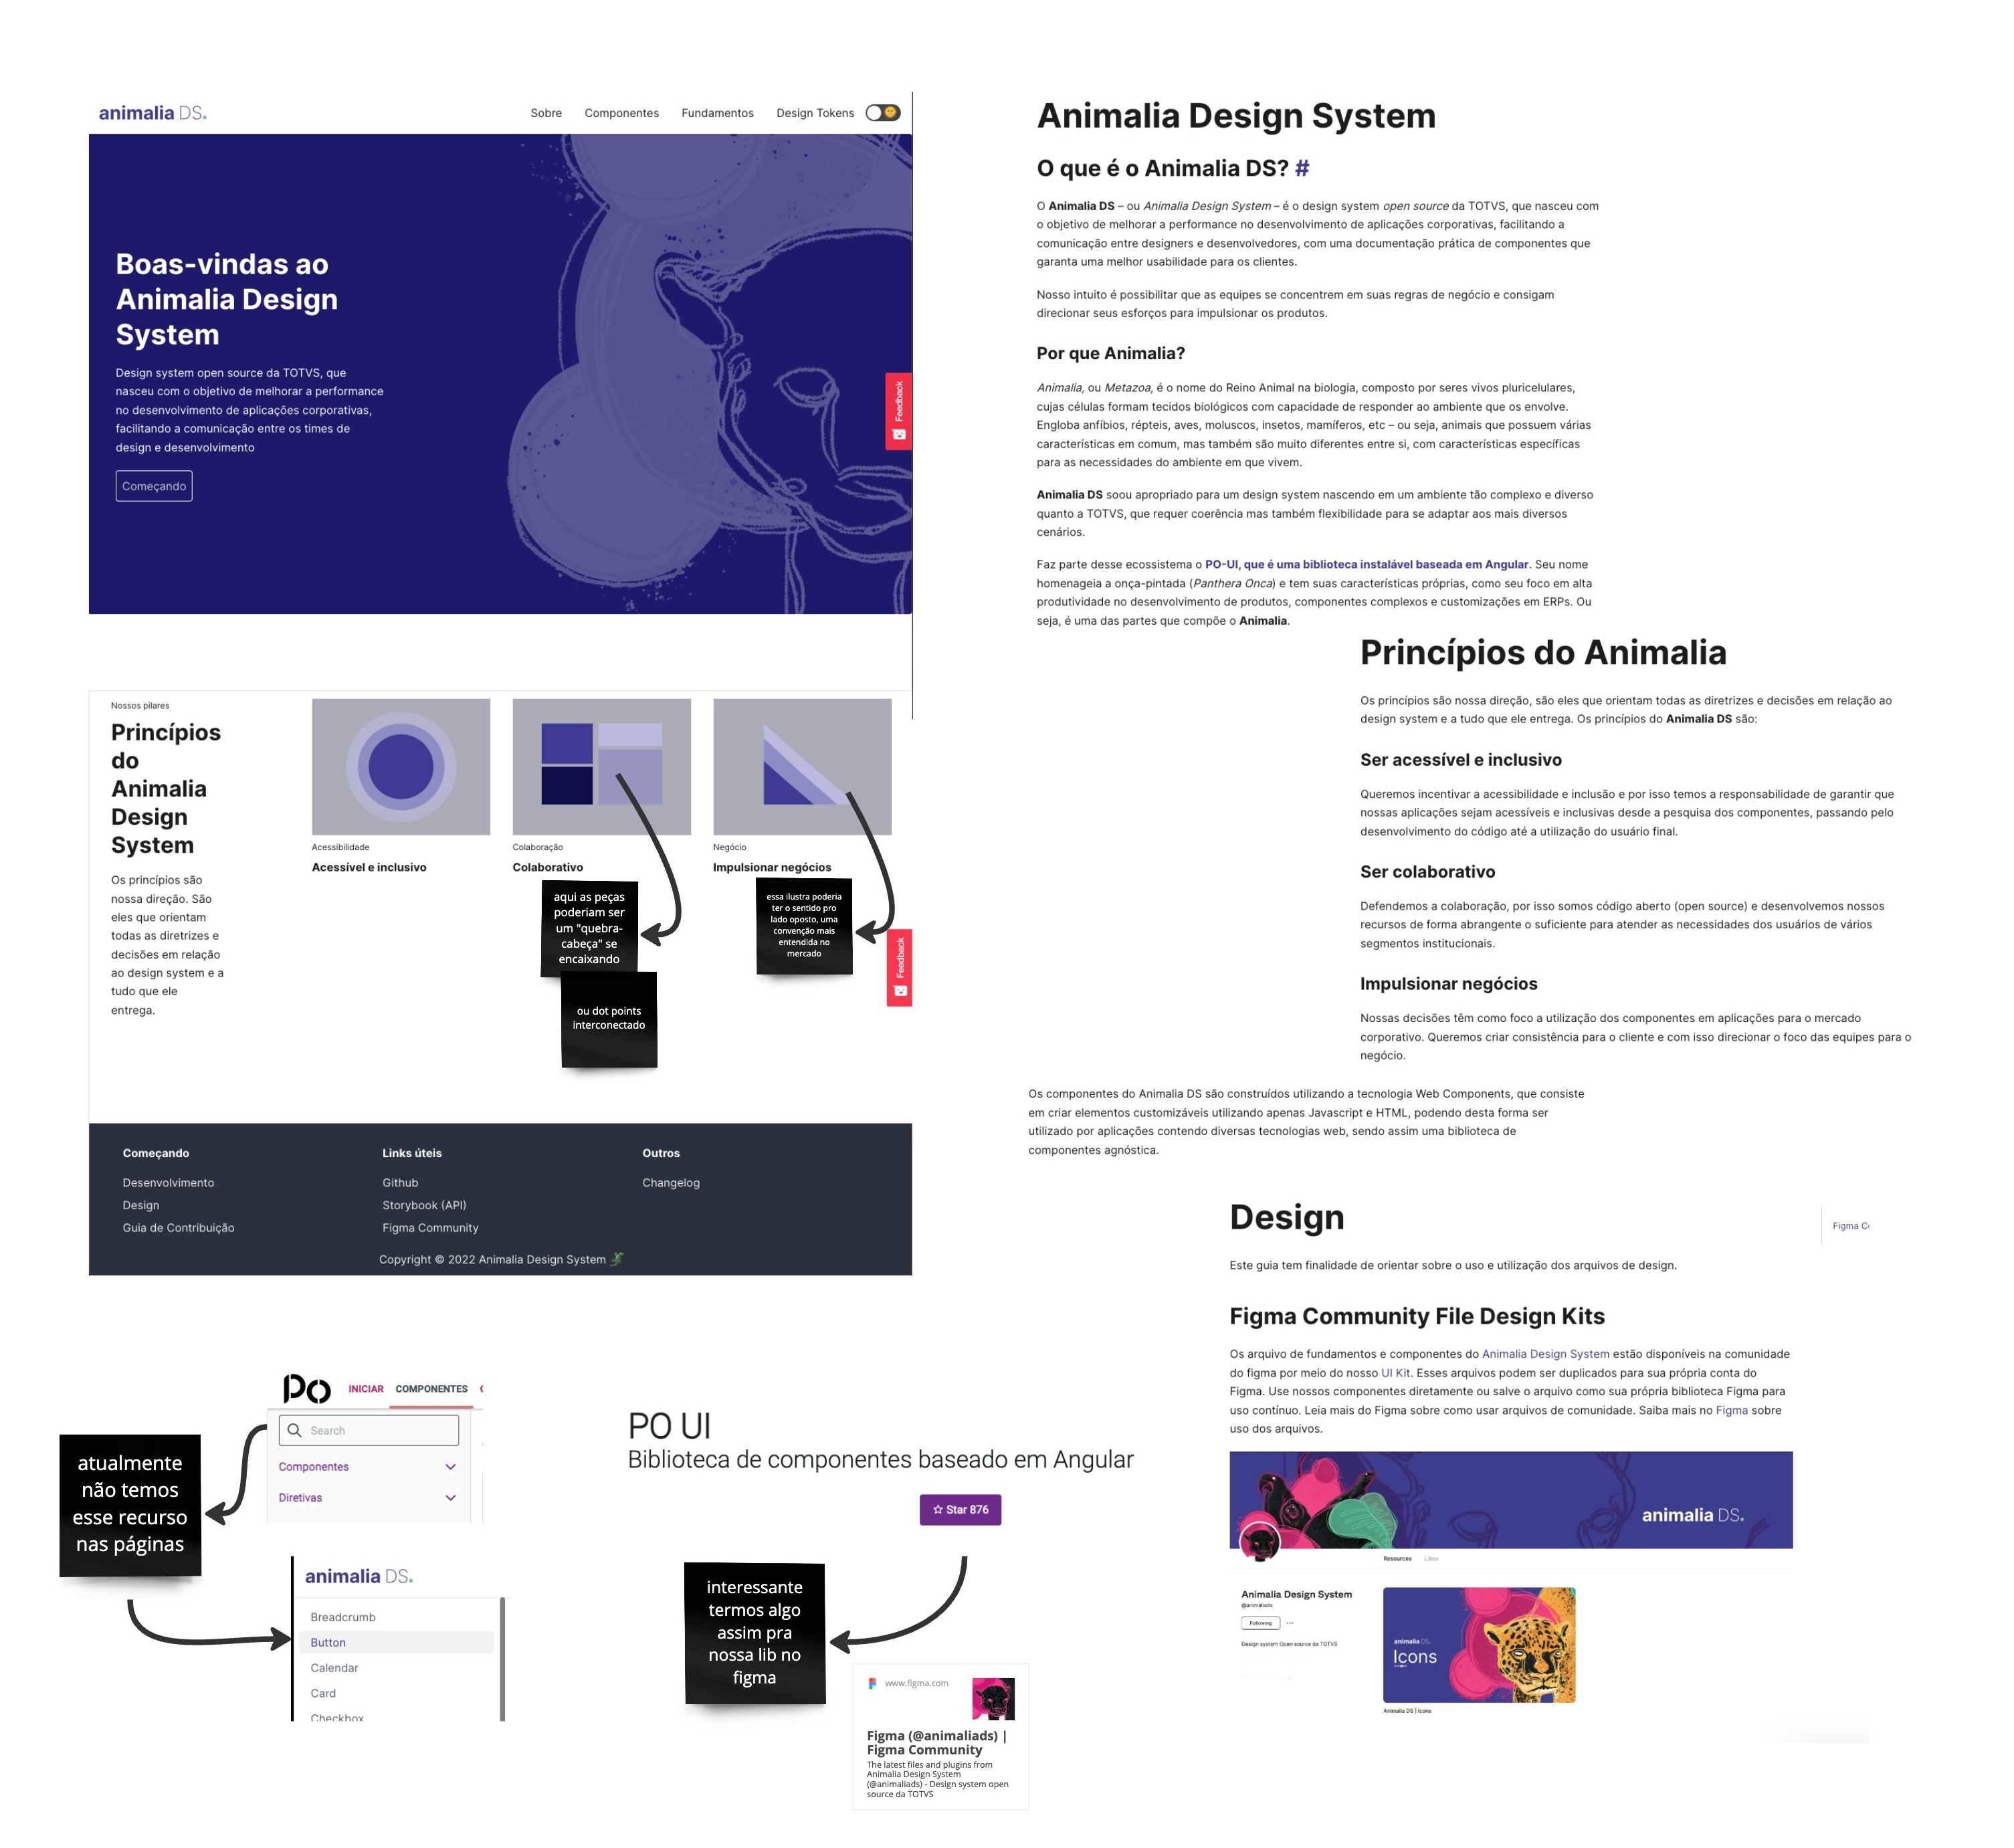 animalia DS.
Sobre Componentes Fundamentos Design Tokens
Boas-vindas ao
Animalia Design
System
Design system open source da TOTVS, que
nasceu com o objetivo de melhorar a performance
no desenvolvimento de aplicações corporativas,
facilitando a comunicação entre os times de
design e desenvolvimento
Começando
Feedback
Nossos pilares
Princípios
do
Animalia
Design
System
Os princípios são
nossa direção. São
eles que orientam
todas as diretrizes e
decisões em relação
ao design system e a
tudo que ele
entrega.
Acessibilidade
Acessível e inclusivo
Colaboração
Colaborativo
Negócio
Impulsionar negócios
aqui as peças
poderiam ser
um "quebra-
cabeça" se
encaixando
ou dot points
interconectado
essa ilustra poderia
ter o sentido pro
lado oposto, uma
convenção mais
entendida no
mercado
Feedback
Começando
Desenvolvimento
Design
Guia de Contribuição
Links úteis
Github
Storybook (API)
Figma Community
Outros
Changelog
Copyright © 2022 Animalia Design System
Animalia Design System
O que é o Animalia DS? #
O Animalia DS – ou Animalia Design System – é o design system open source da TOTVS, que nasceu com
o objetivo de melhorar a performance no desenvolvimento de aplicações corporativas, facilitando a
comunicação entre designers e desenvolvedores, com uma documentação prática de componentes que
garanta uma melhor usabilidade para os clientes.
Nosso intuito é possibilitar que as equipes se concentrem em suas regras de negócio e consigam
direcionar seus esforços para impulsionar os produtos.
Por que Animalia?
Animalia, ou Metazoa, é o nome do Reino Animal na biologia, composto por seres vivos pluricelulares,
cujas células formam tecidos biológicos com capacidade de responder ao ambiente que os envolve.
Engloba anfíbios, répteis, aves, moluscos, insetos, mamíferos, etc – ou seja, animais que possuem várias
características em comum, mas também são muito diferentes entre si, com características específicas
para as necessidades do ambiente em que vivem.
Animalia DS soou apropriado para um design system nascendo em um ambiente tão complexo e diverso
quanto a TOTVS, que requer coerência mas também flexibilidade para se adaptar aos mais diversos
cenários.
Faz parte desse ecossistema o PO-UI, que é uma biblioteca instalável baseada em Angular. Seu nome
homenageia a onça-pintada (Panthera Onca) e tem suas características próprias, como seu foco em alta
produtividade no desenvolvimento de produtos, componentes complexos e customizações em ERPs. Ou
seja, é uma das partes que compõe o Animalia.
Princípios do Animalia
Os princípios são nossa direção, são eles que orientam todas as diretrizes e decisões em relação ao
design system e a tudo que ele entrega. Os princípios do Animalia DS são:
Ser acessível e inclusivo
Queremos incentivar a acessibilidade e inclusão e por isso temos a responsabilidade de garantir que
nossas aplicações sejam acessíveis e inclusivas desde a pesquisa dos componentes, passando pelo
desenvolvimento do código até a utilização do usuário final.
Ser colaborativo
Defendemos a colaboração, por isso somos código aberto (open source) e desenvolvemos nossos
recursos de forma abrangente o suficiente para atender as necessidades dos usuários de vários
segmentos institucionais.
Impulsionar negócios
Nossas decisões têm como foco a utilização dos componentes em aplicações para o mercado
corporativo. Queremos criar consistência para o cliente e com isso direcionar o foco das equipes para o
negócio.
Os componentes do Animalia DS são construídos utilizando a tecnologia Web Components, que consiste
em criar elementos customizáveis utilizando apenas Javascript e HTML, podendo desta forma ser
utilizado por aplicações contendo diversas tecnologias web, sendo assim uma biblioteca de
componentes agnóstica.
Design
Figma Co
Este guia tem finalidade de orientar sobre o uso e utilização dos arquivos de design.
Figma Community File Design Kits
Os arquivo de fundamentos e componentes do Animalia Design System estão disponíveis na comunidade
do figma por meio do nosso UI Kit. Esses arquivos podem ser duplicados para sua própria conta do
Figma. Use nossos componentes diretamente ou salve o arquivo como sua própria biblioteca Figma para
uso contínuo. Leia mais do Figma sobre como usar arquivos de comunidade. Saiba mais no Figma sobre
uso dos arquivos.
animalia DS.
Resources Likes
Animalia Design System
@animaliads
Following ...
Design system Open source da TOTVS
animalia DS.
Icons
Animalia DS | Icons
PO
INICIAR COMPONENTES
Search
Componentes
Diretivas
atualmente
não temos
esse recurso
nas páginas
animalia DS.
Breadcrumb
Button
Calendar
Card
Checkbox
PO UI
Biblioteca de componentes baseado em Angular
Star 876
interessante
termos algo
assim pra
nossa lib no
figma
www.figma.com
Figma (@animaliads) |
Figma Community
The latest files and plugins from
Animalia Design System
(@animaliads) - Design system open
source da TOTVS